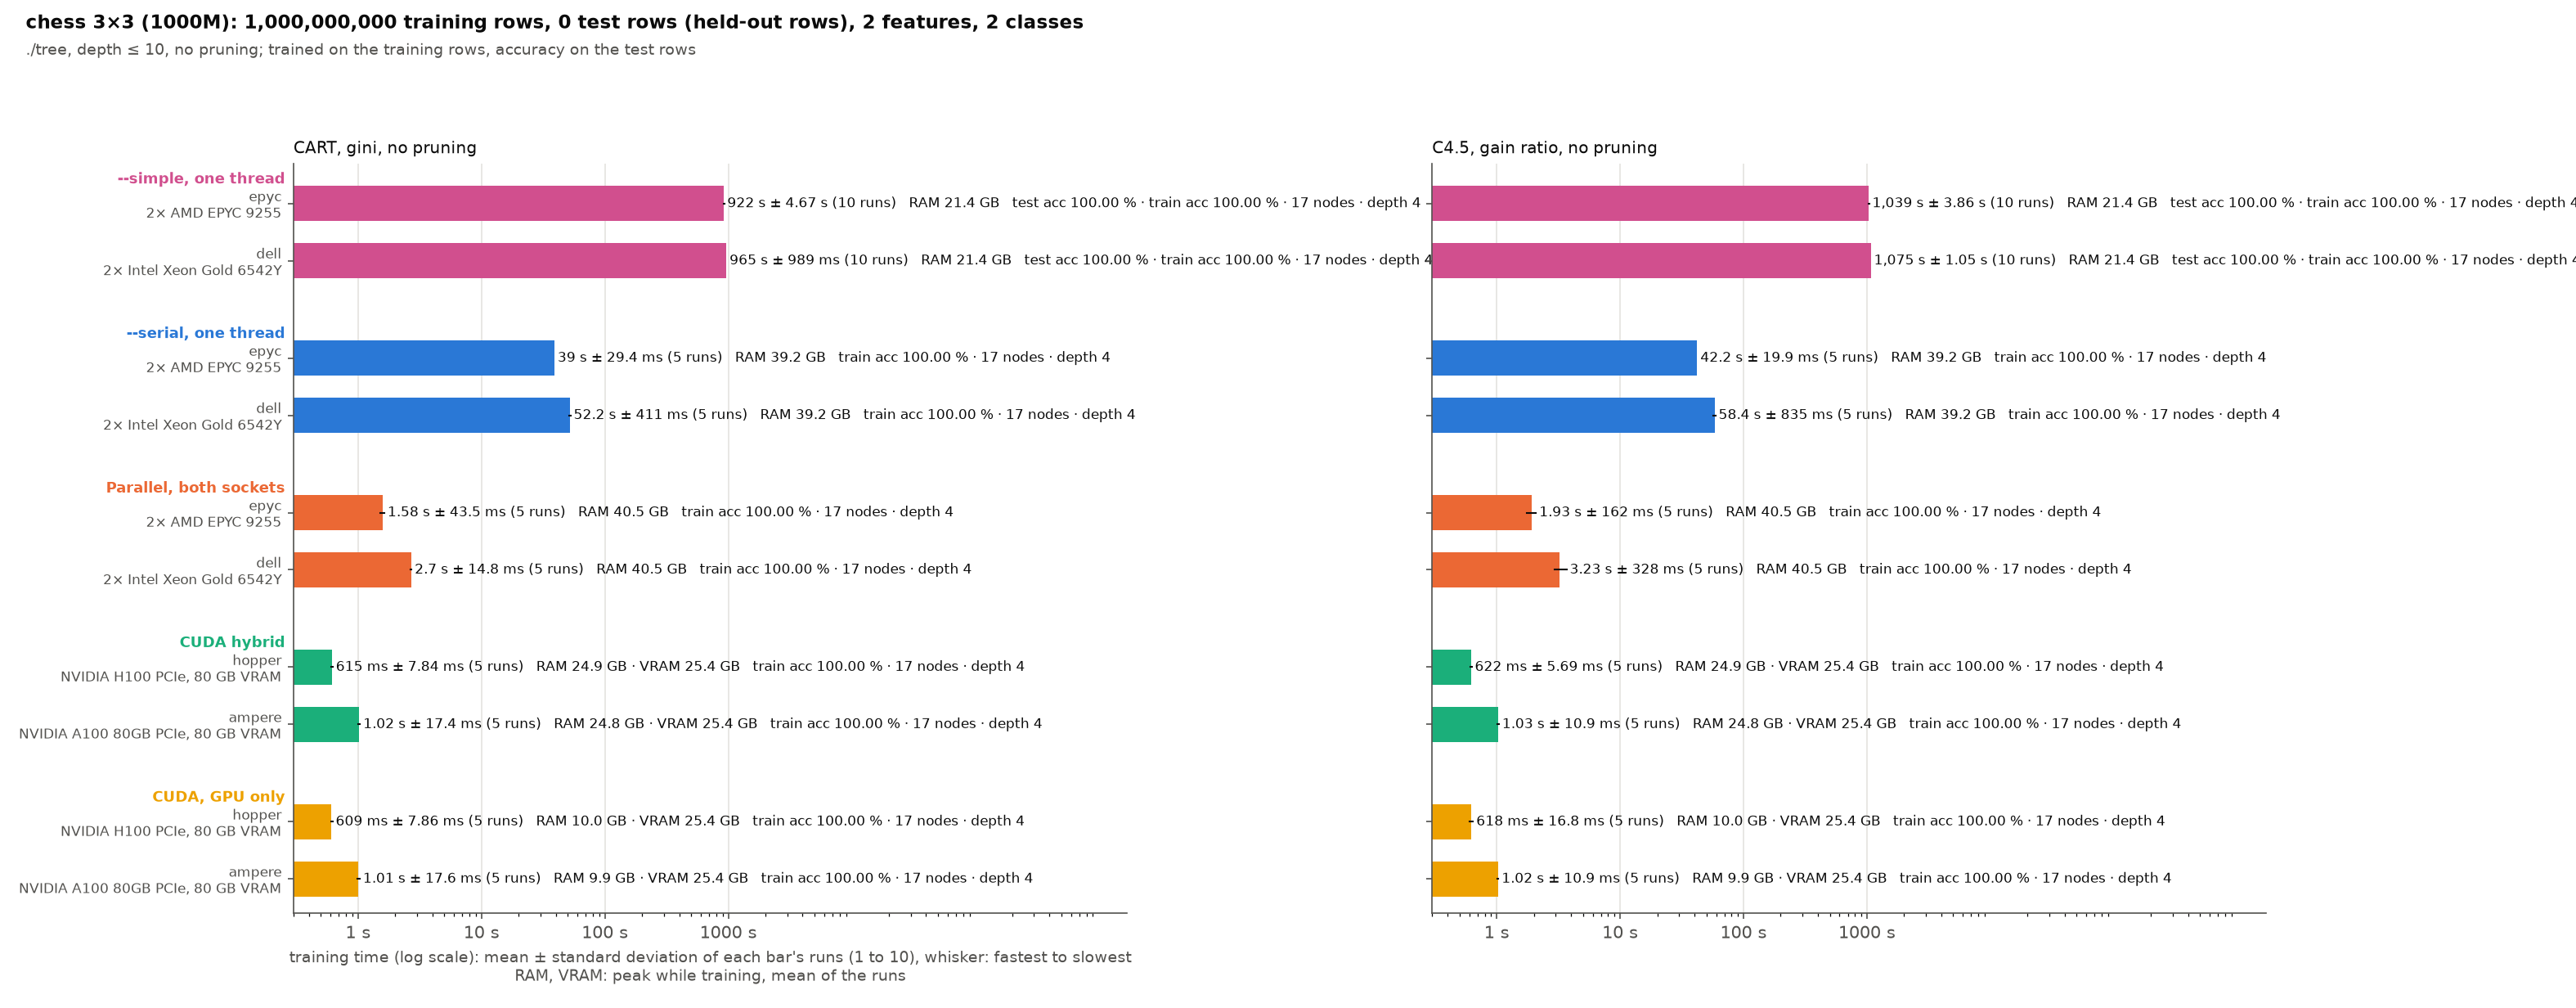 chess 3×3 (1000M): 1,000,000,000 training rows, 0 test rows (held-out rows), 2 features, 2 classes
./tree, depth ≤ 10, no pruning; trained on the training rows, accuracy on the test rows
CART, gini, no pruning
--simple, one thread
epyc
2× AMD EPYC 9255
922 s ± 4.67 s (10 runs) RAM 21.4 GB test acc 100.00 % · train acc 100.00 % · 17 nodes · depth 4
dell
2× Intel Xeon Gold 6542Y
965 s ± 989 ms (10 runs) RAM 21.4 GB test acc 100.00 % · train acc 100.00 % · 17 nodes · depth 4
--serial, one thread
epyc
2× AMD EPYC 9255
39 s ± 29.4 ms (5 runs) RAM 39.2 GB train acc 100.00 % · 17 nodes · depth 4
dell
2× Intel Xeon Gold 6542Y
52.2 s ± 411 ms (5 runs) RAM 39.2 GB train acc 100.00 % · 17 nodes · depth 4
Parallel, both sockets
epyc
2× AMD EPYC 9255
1.58 s ± 43.5 ms (5 runs) RAM 40.5 GB train acc 100.00 % · 17 nodes · depth 4
dell
2× Intel Xeon Gold 6542Y
2.7 s ± 14.8 ms (5 runs) RAM 40.5 GB train acc 100.00 % · 17 nodes · depth 4
CUDA hybrid
hopper
NVIDIA H100 PCIe, 80 GB VRAM
615 ms ± 7.84 ms (5 runs) RAM 24.9 GB · VRAM 25.4 GB train acc 100.00 % · 17 nodes · depth 4
ampere
NVIDIA A100 80GB PCIe, 80 GB VRAM
1.02 s ± 17.4 ms (5 runs) RAM 24.8 GB · VRAM 25.4 GB train acc 100.00 % · 17 nodes · depth 4
CUDA, GPU only
hopper
NVIDIA H100 PCIe, 80 GB VRAM
609 ms ± 7.86 ms (5 runs) RAM 10.0 GB · VRAM 25.4 GB train acc 100.00 % · 17 nodes · depth 4
ampere
NVIDIA A100 80GB PCIe, 80 GB VRAM
1.01 s ± 17.6 ms (5 runs) RAM 9.9 GB · VRAM 25.4 GB train acc 100.00 % · 17 nodes · depth 4
1 s 10 s 100 s 1000 s
training time (log scale): mean ± standard deviation of each bar's runs (1 to 10), whisker: fastest to slowest
RAM, VRAM: peak while training, mean of the runs
C4.5, gain ratio, no pruning
1,039 s ± 3.86 s (10 runs) RAM 21.4 GB test acc 100.00 % · train acc 100.00 % · 17 nodes · depth 4
1,075 s ± 1.05 s (10 runs) RAM 21.4 GB test acc 100.00 % · train acc 100.00 % · 17 nodes · depth 4
42.2 s ± 19.9 ms (5 runs) RAM 39.2 GB train acc 100.00 % · 17 nodes · depth 4
58.4 s ± 835 ms (5 runs) RAM 39.2 GB train acc 100.00 % · 17 nodes · depth 4
1.93 s ± 162 ms (5 runs) RAM 40.5 GB train acc 100.00 % · 17 nodes · depth 4
3.23 s ± 328 ms (5 runs) RAM 40.5 GB train acc 100.00 % · 17 nodes · depth 4
622 ms ± 5.69 ms (5 runs) RAM 24.9 GB · VRAM 25.4 GB train acc 100.00 % · 17 nodes · depth 4
1.03 s ± 10.9 ms (5 runs) RAM 24.8 GB · VRAM 25.4 GB train acc 100.00 % · 17 nodes · depth 4
618 ms ± 16.8 ms (5 runs) RAM 10.0 GB · VRAM 25.4 GB train acc 100.00 % · 17 nodes · depth 4
1.02 s ± 10.9 ms (5 runs) RAM 9.9 GB · VRAM 25.4 GB train acc 100.00 % · 17 nodes · depth 4
1 s 10 s 100 s 1000 s